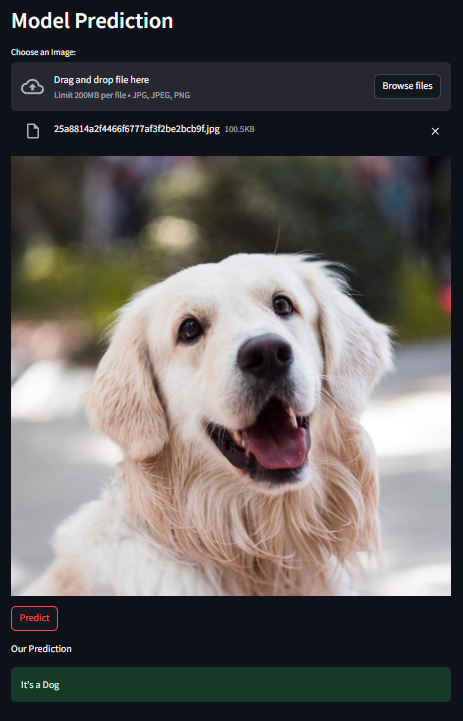 Model Prediction
Choose an Image:
Drag and drop file here
Limit 200MB per file • JPG, JPEG, PNG
Browse files
25a8814a2f4466f6777af3f2be2bcb9f.jpg 100.5KB
Predict
Our Prediction
It's a Dog